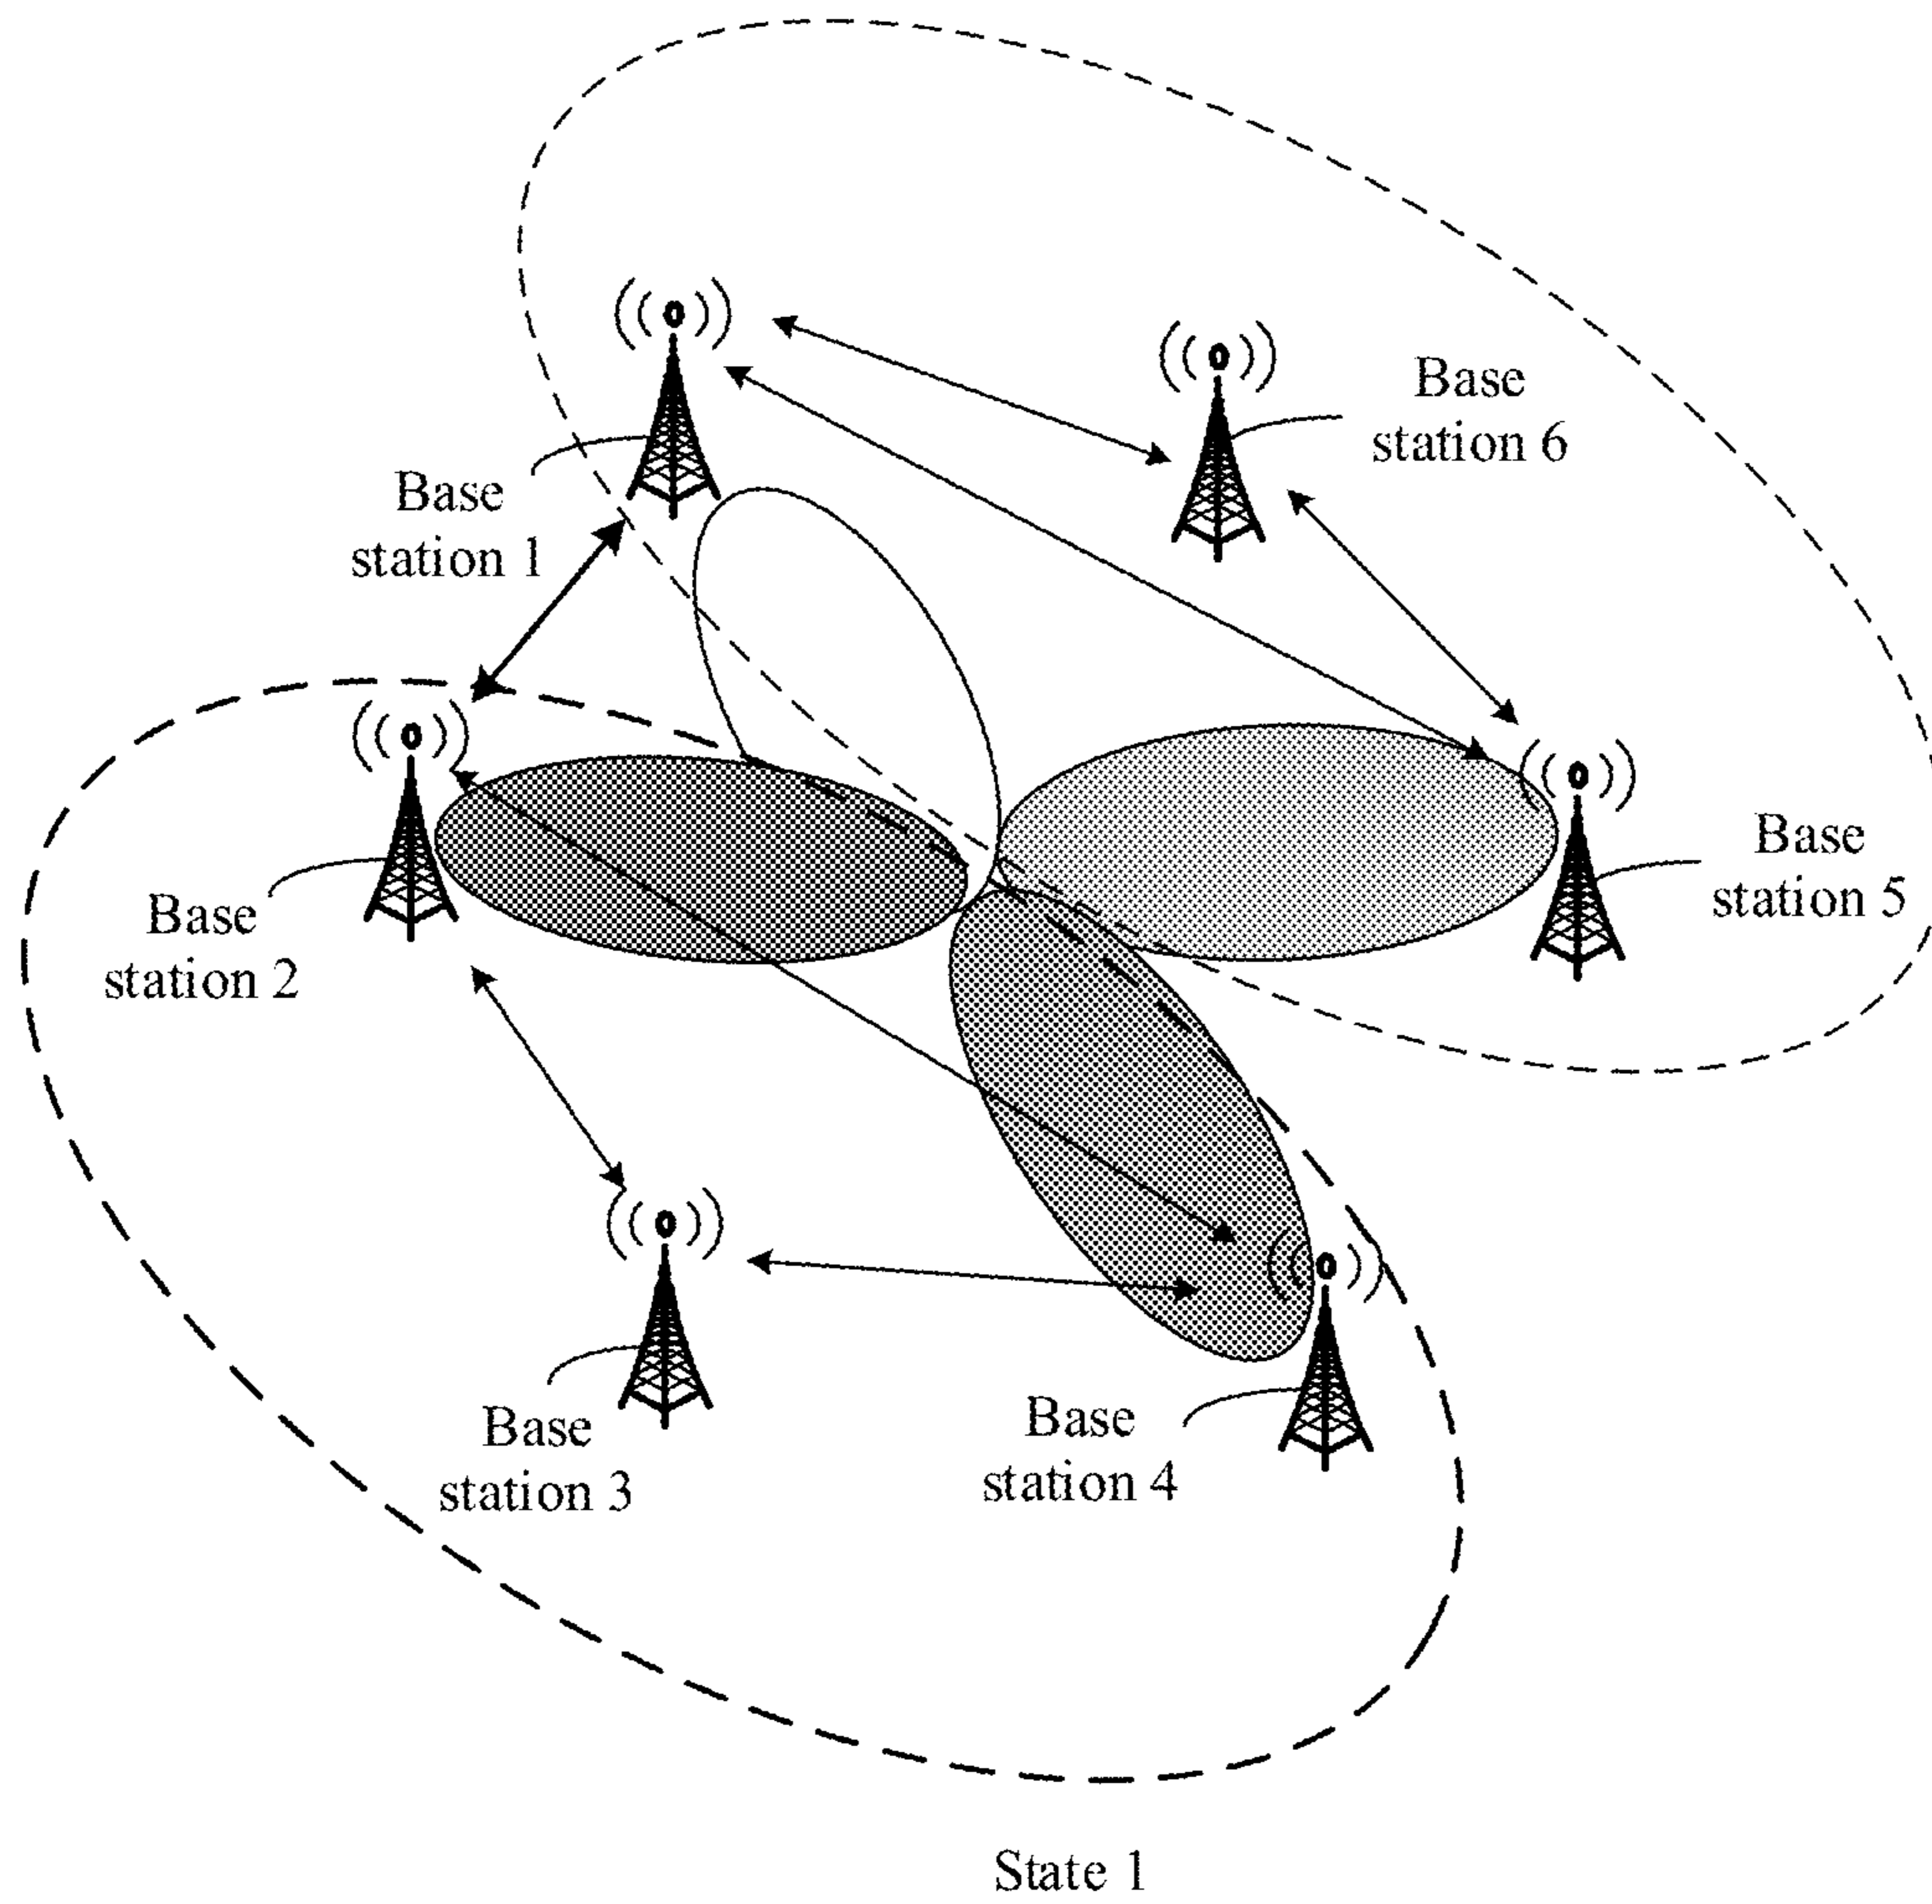 Base
station 6
Base
station 1
Base
station 5
Base
station 2
Base
station 4
Base
station 3
State 1